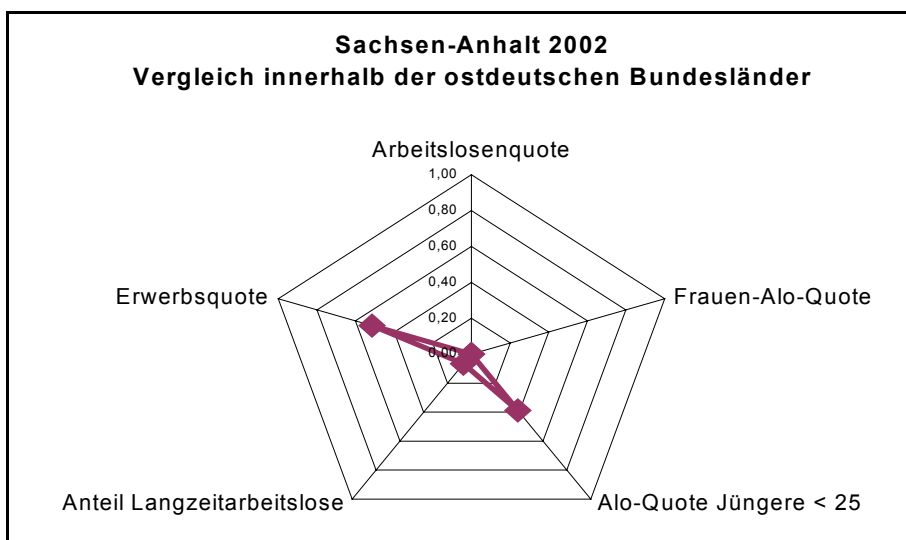 Sachsen-Anhalt 2002
Vergleich innerhalb der ostdeutschen Bundesländer
Arbeitslosenquote
1,00
0,80
0,60
0,40
0,20
0,00
Erwerbsquote
Frauen-Alo-Quote
Anteil Langzeitarbeitslose
Alo-Quote Jüngere < 25